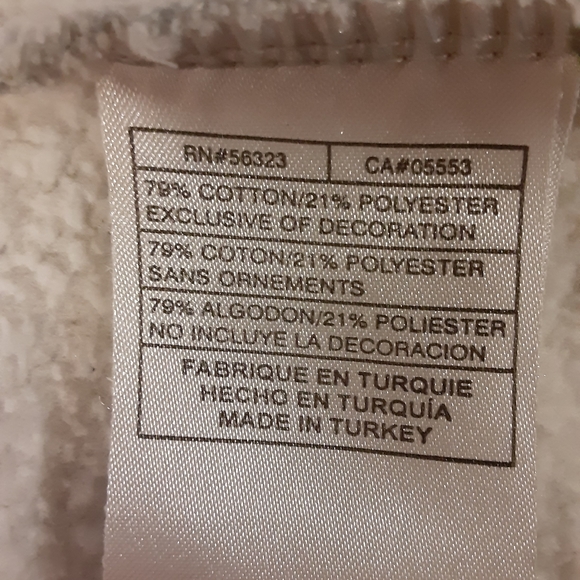 RN#56323 CA#05553
79% COTTON/21% POLYESTER
EXCLUSIVE OF DECORATION
79% COTON/21% POLYESTER
SANS ORNEMENTS
79% ALGODON/21% POLIESTER
NO INCLUYE LA DECORACION
FABRIQUE EN TURQUIE
HECHO EN TURQUÍA
MADE IN TURKEY